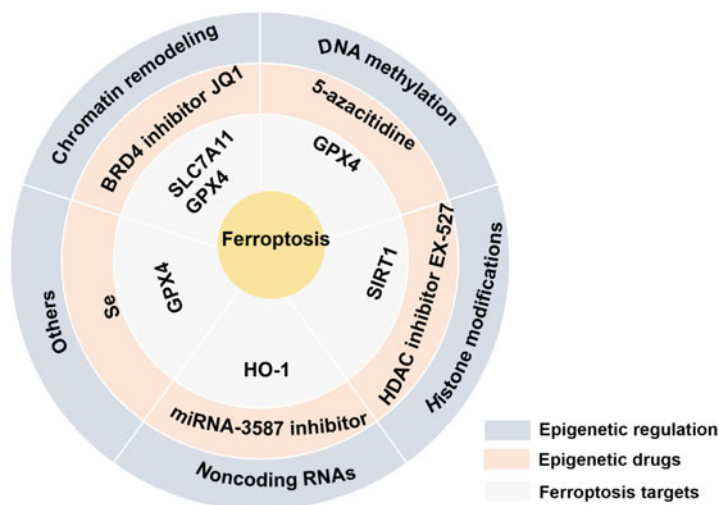 Chromatin remodeling
DNA methylation
BRD4 inhibitor JQ1
5-azacitidine
SLC7A11
GPX4
GPX4
Ferroptosis
SIRT1
HDAC inhibitor EX-527
Histone modifications
GPX4
Se
Others
HO-1
miRNA-3587 inhibitor
Noncoding RNAs
Epigenetic regulation
Epigenetic drugs
Ferroptosis targets